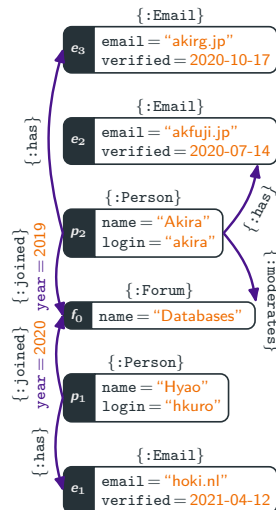 {:Email}
e3
email = “akirg.jp”
verified = 2020-10-17
{:has}
{:Email}
e2
email = “akfuji.jp”
verified = 2020-07-14
{:has}
{:Person}
p2
name = “Akira”
login = “akira”
{:joined}
year = 2019
{:moderates}
{:Forum}
f0
name = “Databases”
{:joined}
year = 2020
{:Person}
p1
name = “Hyao”
login = “hkuro”
{:has}
{:Email}
e1
email = “hoki.nl”
verified = 2021-04-12